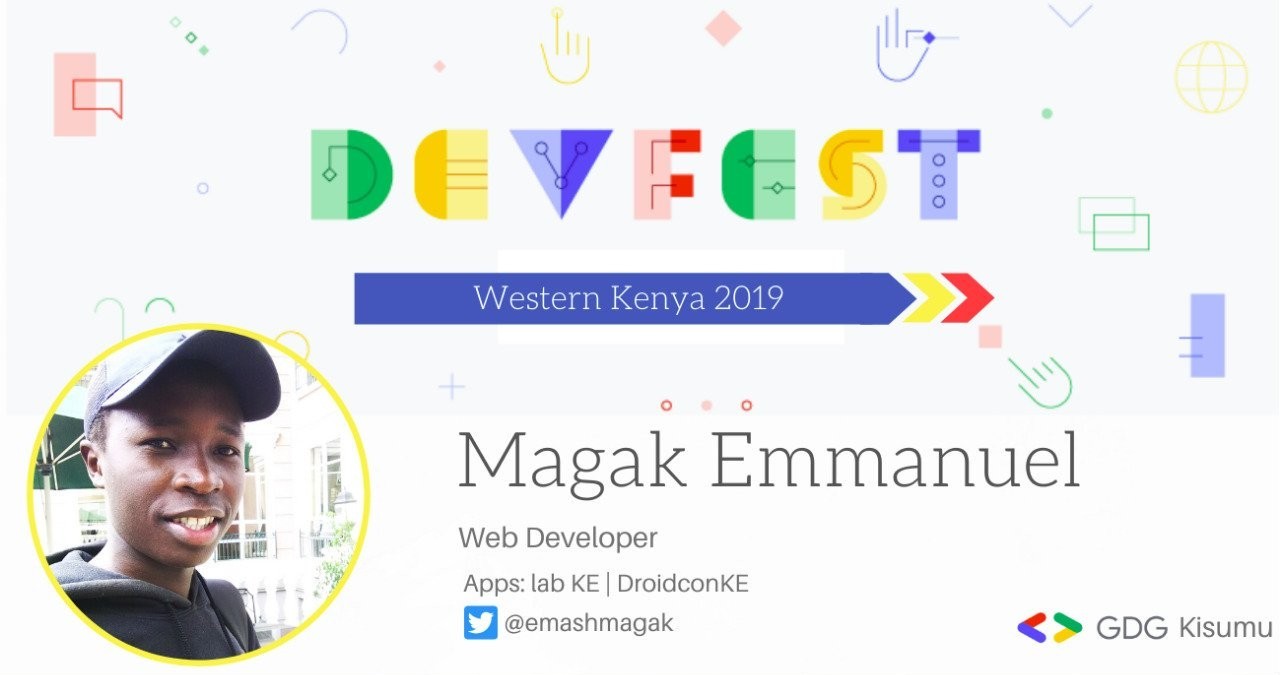 DEVFEST
Western Kenya 2019
Magak Emmanuel
Web Developer
Apps: lab KE | DroidconKE
@emashmagak
GDG Kisumu